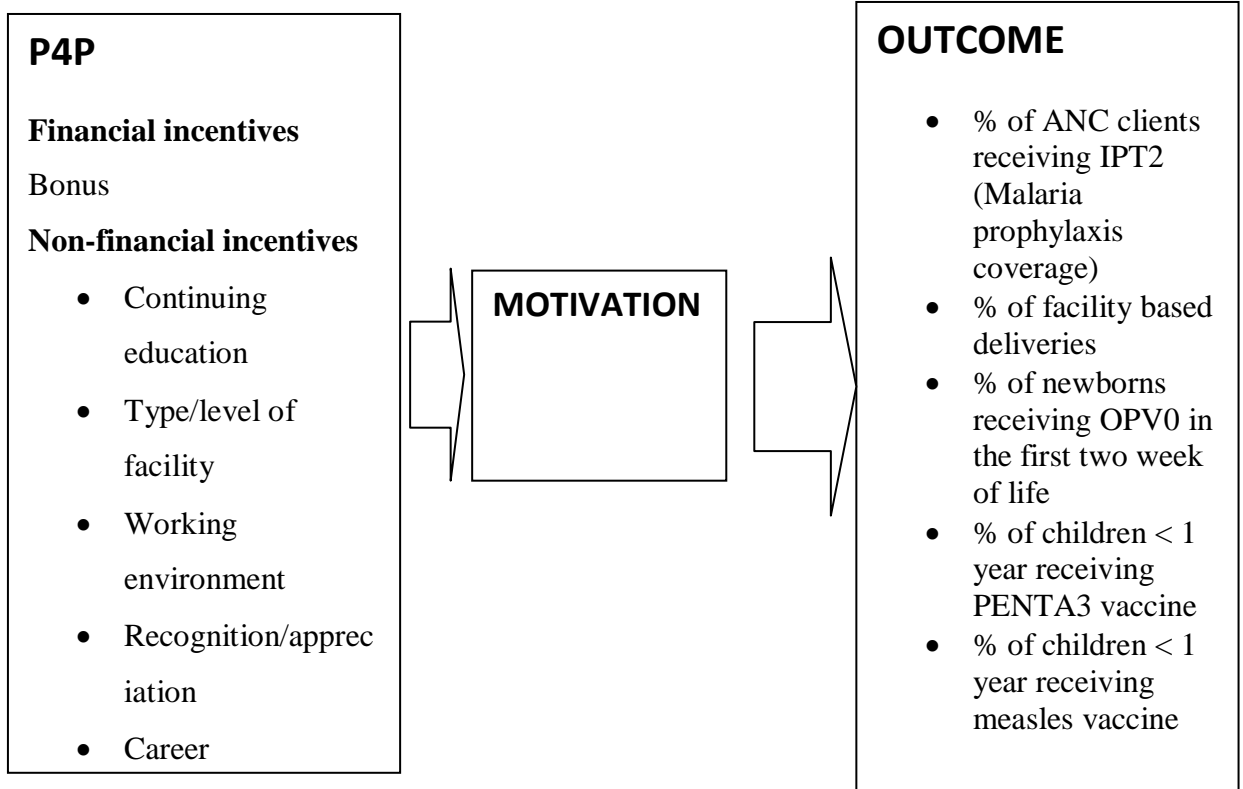 P4P
Financial incentives
Bonus
Non-financial incentives
• Continuing
education
• Type/level of
facility
• Working
environment
• Recognition/apprec
iation
• Career
MOTIVATION
OUTCOME
• % of ANC clients
receiving IPT2
(Malaria
prophylaxis
coverage)
• % of facility based
deliveries
• % of newborns
receiving OPV0 in
the first two week
of life
• % of children < 1
year receiving
PENTA3 vaccine
• % of children < 1
year receiving
measles vaccine